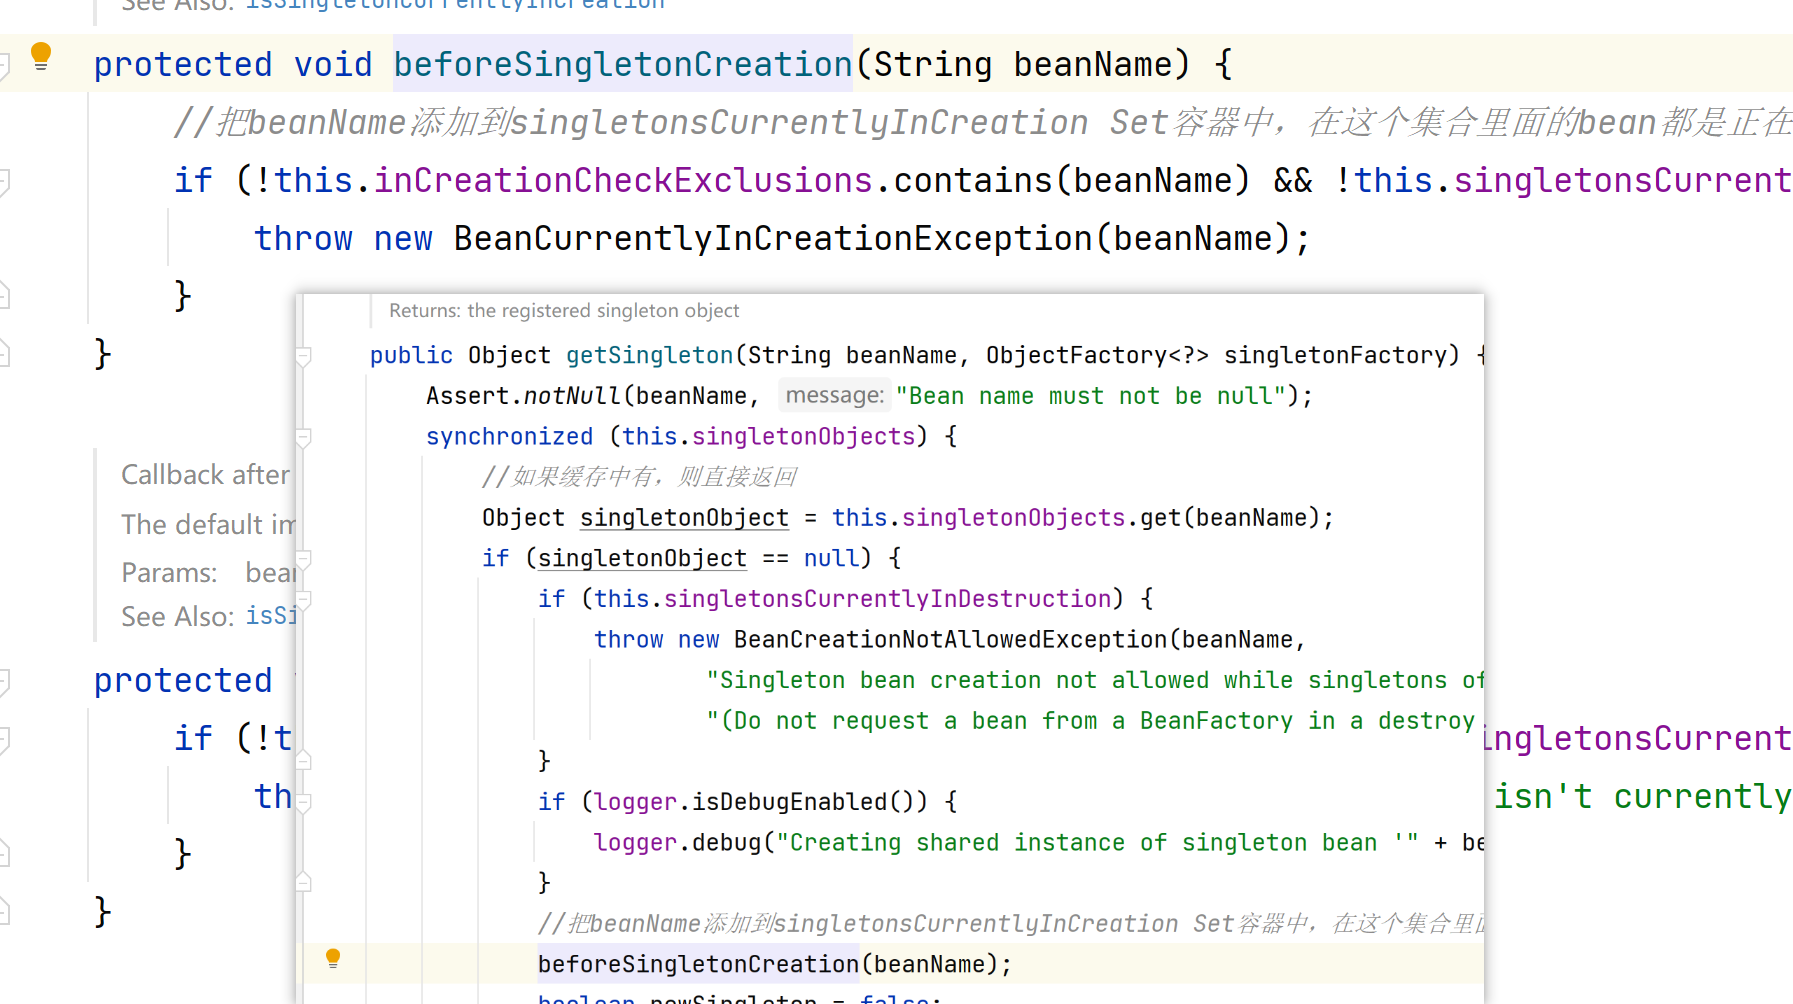 See Also: isSingletonCurrentlyInCreation
protected void beforeSingletonCreation(String beanName) {
//把beanName添加到singletonsCurrentlyInCreation Set容器中，在这个集合里面的bean都是正在
if (!this.inCreationCheckExclusions.contains(beanName) && !this.singletonsCurrent
throw new BeanCurrentlyInCreationException(beanName);
}
}
Callback after
The default im
Params: bean
See Also: isSi
protected
if (!t
ingletonsCurrent
th
isn't currently
}
}
Returns: the registered singleton object
public Object getSingleton(String beanName, ObjectFactory<?> singletonFactory) {
Assert.notNull(beanName, message: "Bean name must not be null");
synchronized (this.singletonObjects) {
//如果缓存中有，则直接返回
Object singletonObject = this.singletonObjects.get(beanName);
if (singletonObject == null) {
if (this.singletonsCurrentlyInDestruction) {
throw new BeanCreationNotAllowedException(beanName,
"Singleton bean creation not allowed while singletons of
"(Do not request a bean from a BeanFactory in a destroy
}
if (logger.isDebugEnabled()) {
logger.debug("Creating shared instance of singleton bean '" + be
}
//把beanName添加到singletonsCurrentlyInCreation Set容器中，在这个集合里面
beforeSingletonCreation(beanName);
boolean newSingleton = false;